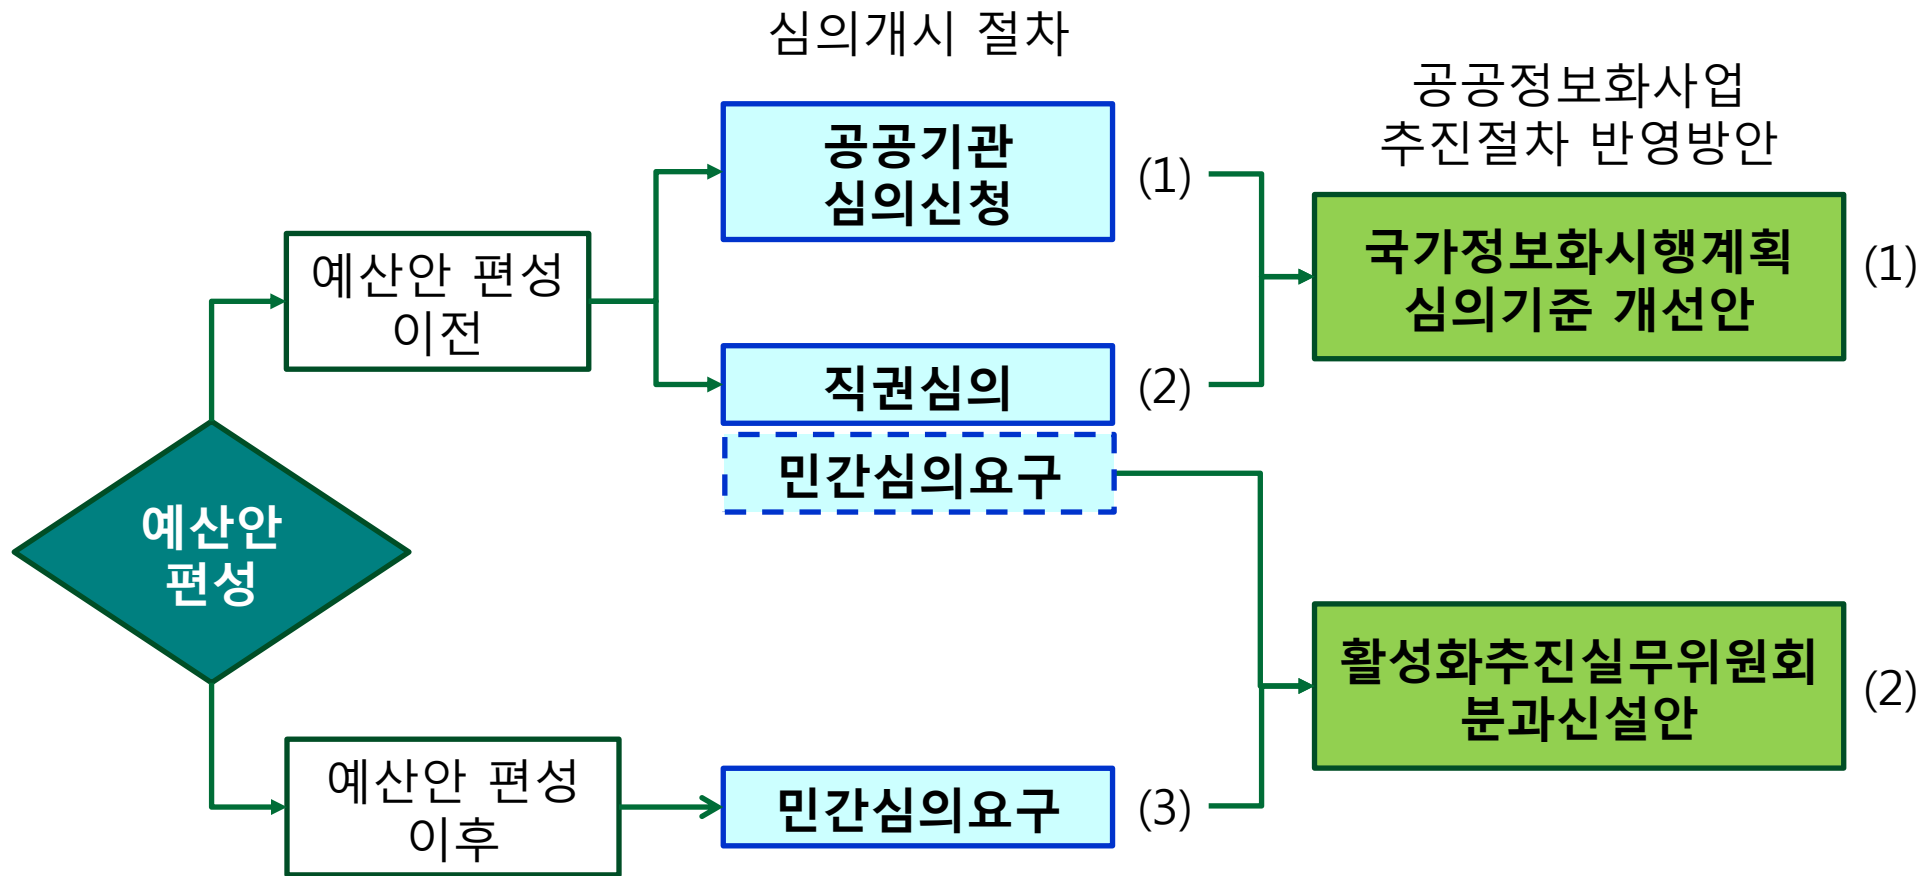 심의개시 절차
공공정보화사업
추진절차 반영방안
공공기관
심의신청
(1)
국가정보화시행계획
심의기준 개선안
(1)
예산안 편성
이전
직권심의
(2)
민간심의요구
예산안
편성
활성화추진실무위원회
분과신설안
(2)
예산안 편성
이후
민간심의요구
(3)